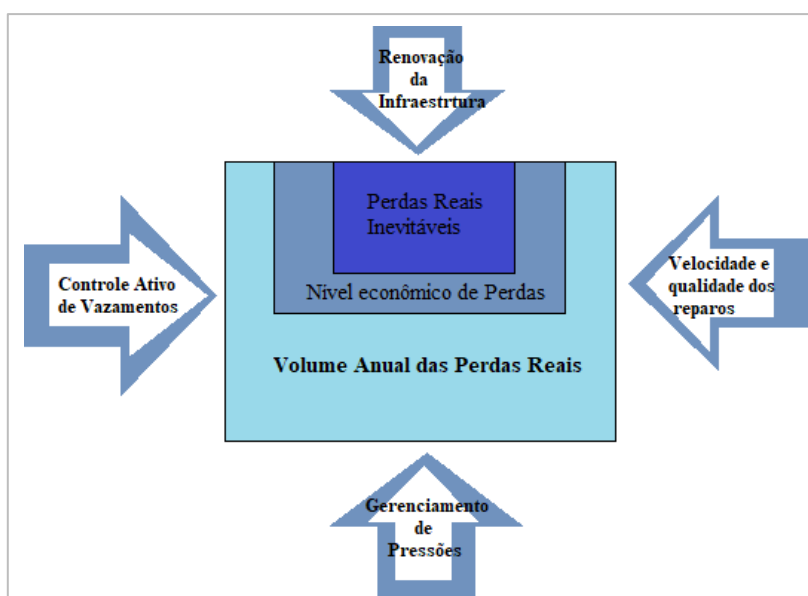 Renovação
da
Infraestrtura
Perdas Reais
Inevitáveis
Controle Ativo
de Vazamentos
Nível econômico de Perdas
Velocidade e
qualidade dos
reparos
Volume Anual das Perdas Reais
Gerenciamento
de
Pressões